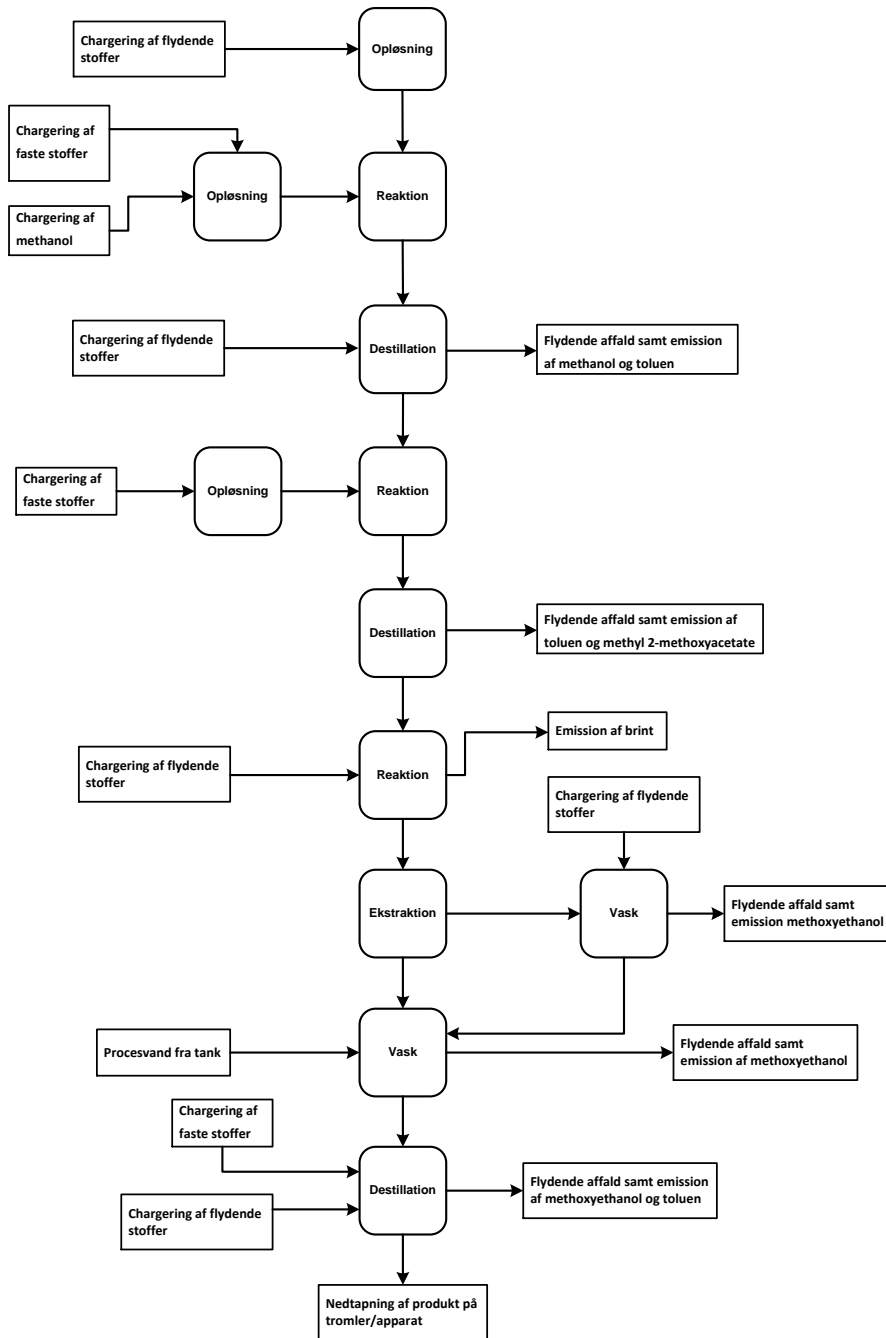 Chargering af flydende
stoffer
Opløsning
Chargering af
faste stoffer
Opløsning
Reaktion
Chargering af
methanol
Chargering af flydende
stoffer
Destillation
Flydende affald samt emission
af methanol og toluen
Chargering af
faste stoffer
Opløsning
Reaktion
Destillation
Flydende affald samt emission af
toluen og methyl 2-methoxyacetate
Emission af brint
Chargering af flydende
stoffer
Reaktion
Chargering af flydende
stoffer
Ekstraktion
Vask
Flydende affald samt
emission methoxyethanol
Procesvand fra tank
Vask
Flydende affald samt
emission af methoxyethanol
Chargering af
faste stoffer
Destillation
Flydende affald samt emission
af methoxyethanol og toluen
Chargering af flydende
stoffer
Nedtapning af produkt på
tromler/apparat